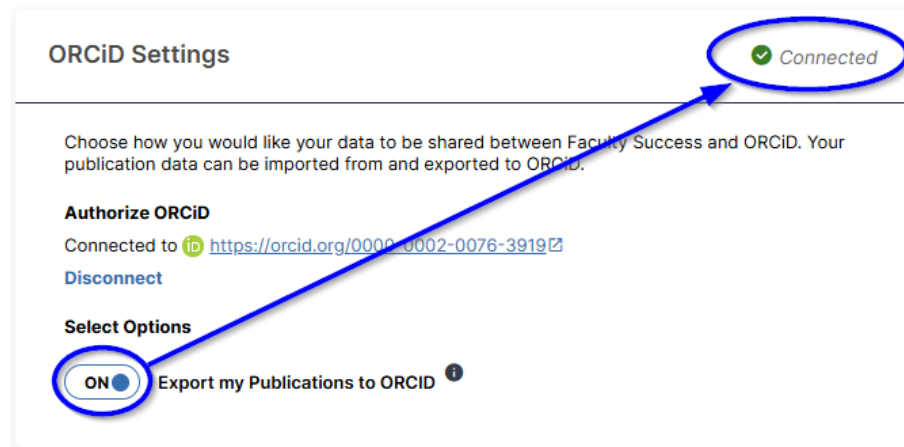 ORCiD Settings
Connected
Choose how you would like your data to be shared between Faculty Success and ORCiD. Your
publication data can be imported from and exported to ORCiD.
Authorize ORCiD
Connected to iD https://orcid.org/0000-0002-0076-3919
Disconnect
Select Options
ON Export my Publications to ORCID i